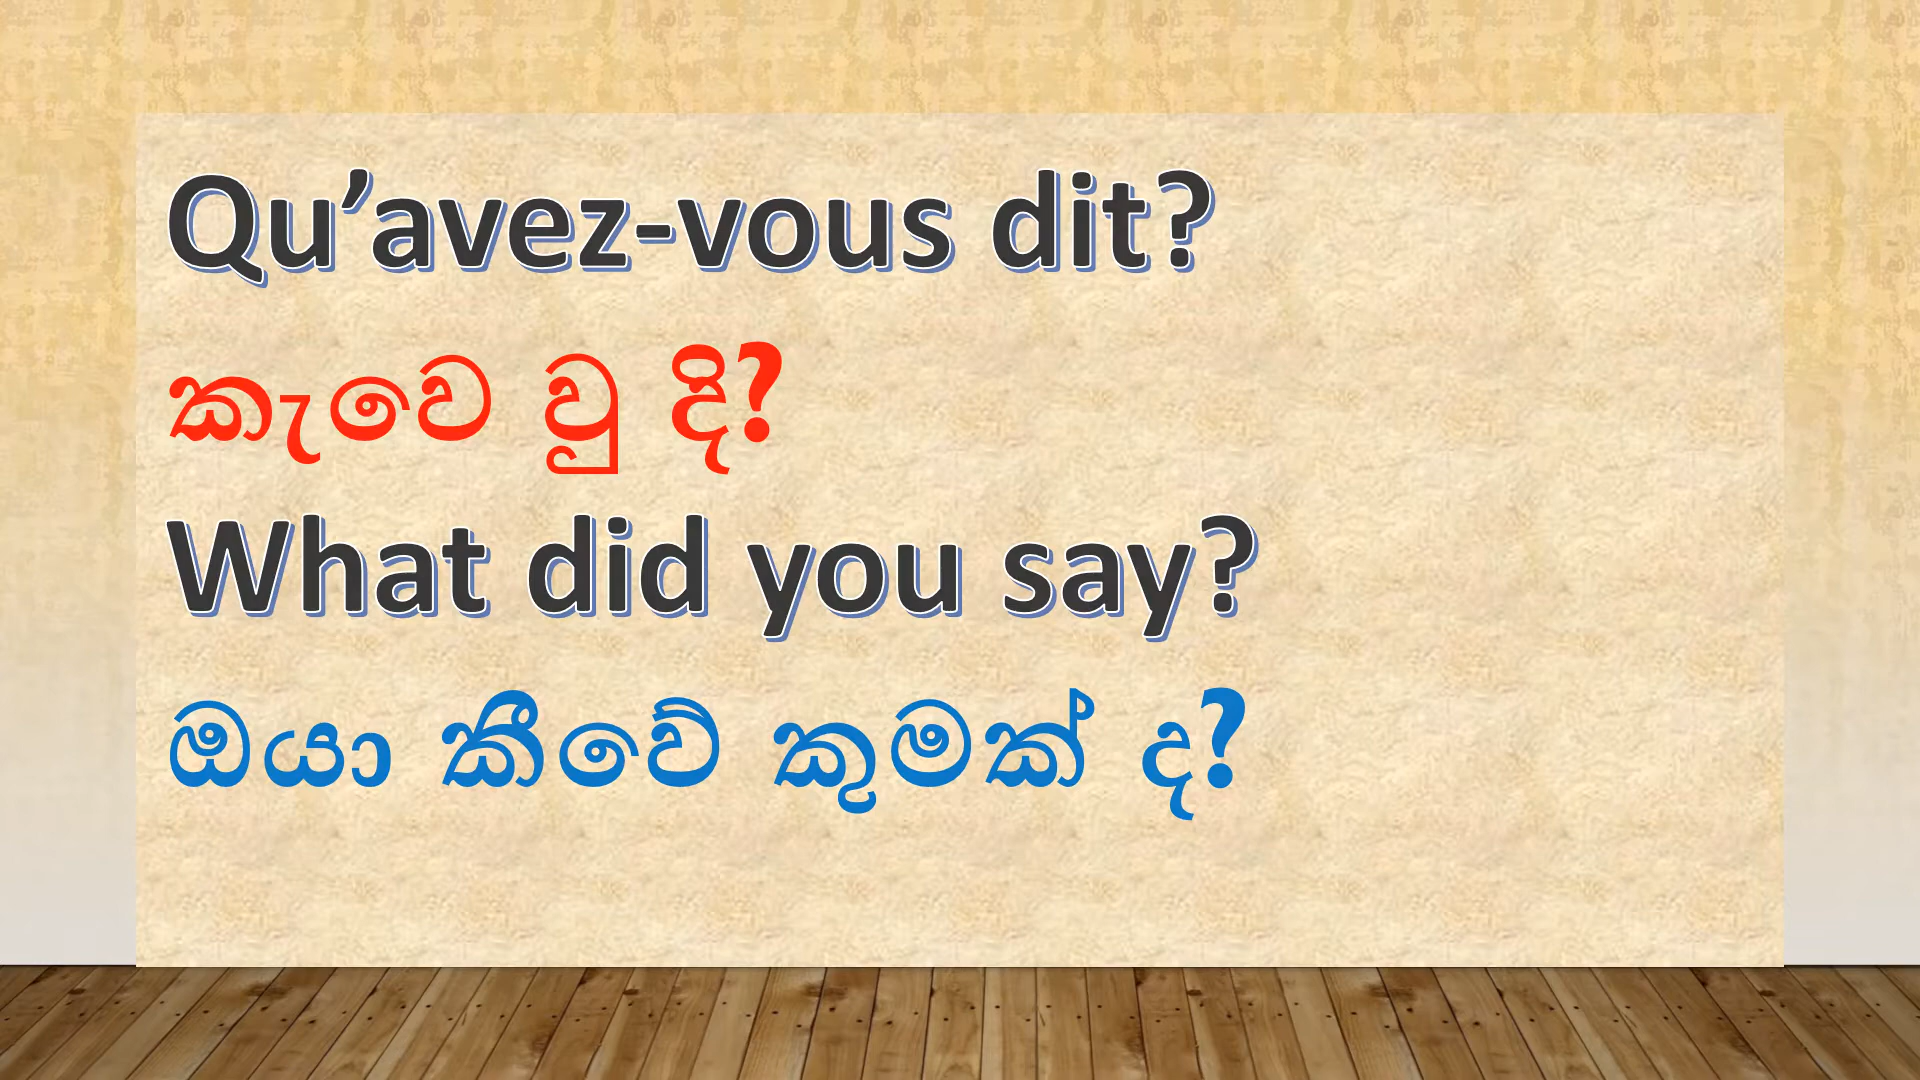 Qu’avez-vous dit?
කැවෙ වු දි?
What did you say?
ඔයා කීවේ කුමක් ද?